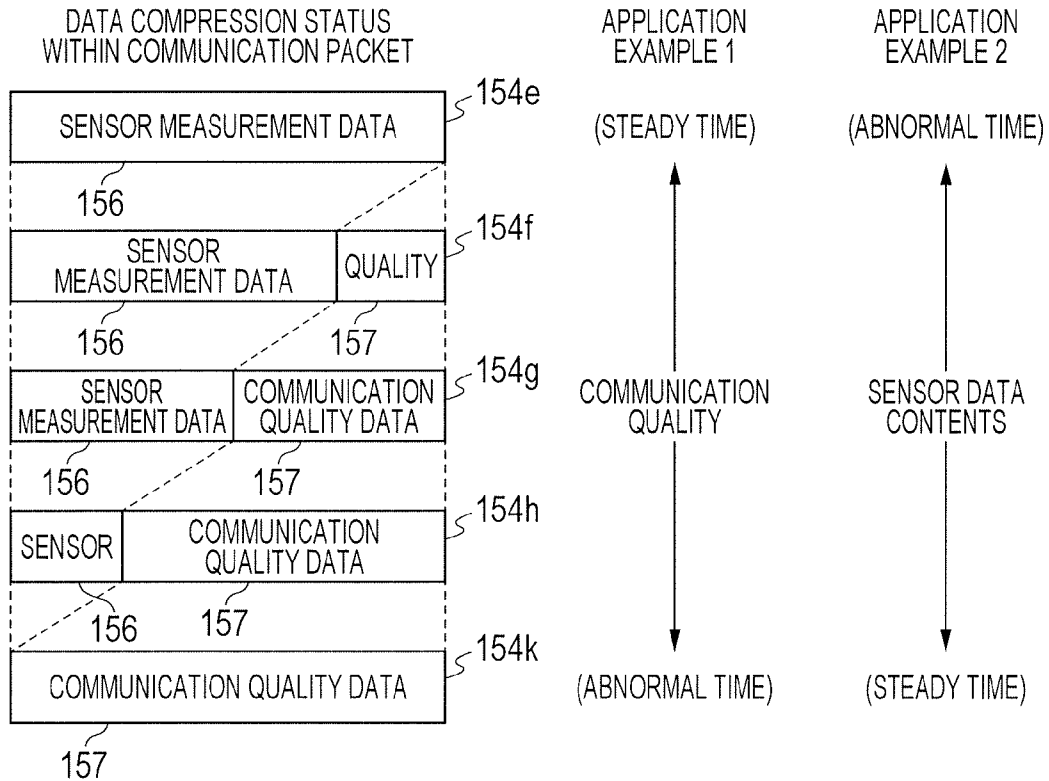 DATA COMPRESSION STATUS
WITHIN COMMUNICATION PACKET
APPLICATION
EXAMPLE 1
APPLICATION
EXAMPLE 2
154e
SENSOR MEASUREMENT DATA
(STEADY TIME)
(ABNORMAL TIME)
156
154f
SENSOR
MEASUREMENT DATA
QUALITY
156
157
154g
SENSOR
MEASUREMENT DATA
COMMUNICATION
QUALITY DATA
COMMUNICATION
QUALITY
SENSOR DATA
CONTENTS
156
157
154h
SENSOR
COMMUNICATION
QUALITY DATA
156
157
154k
COMMUNICATION QUALITY DATA
(ABNORMAL TIME)
(STEADY TIME)
157